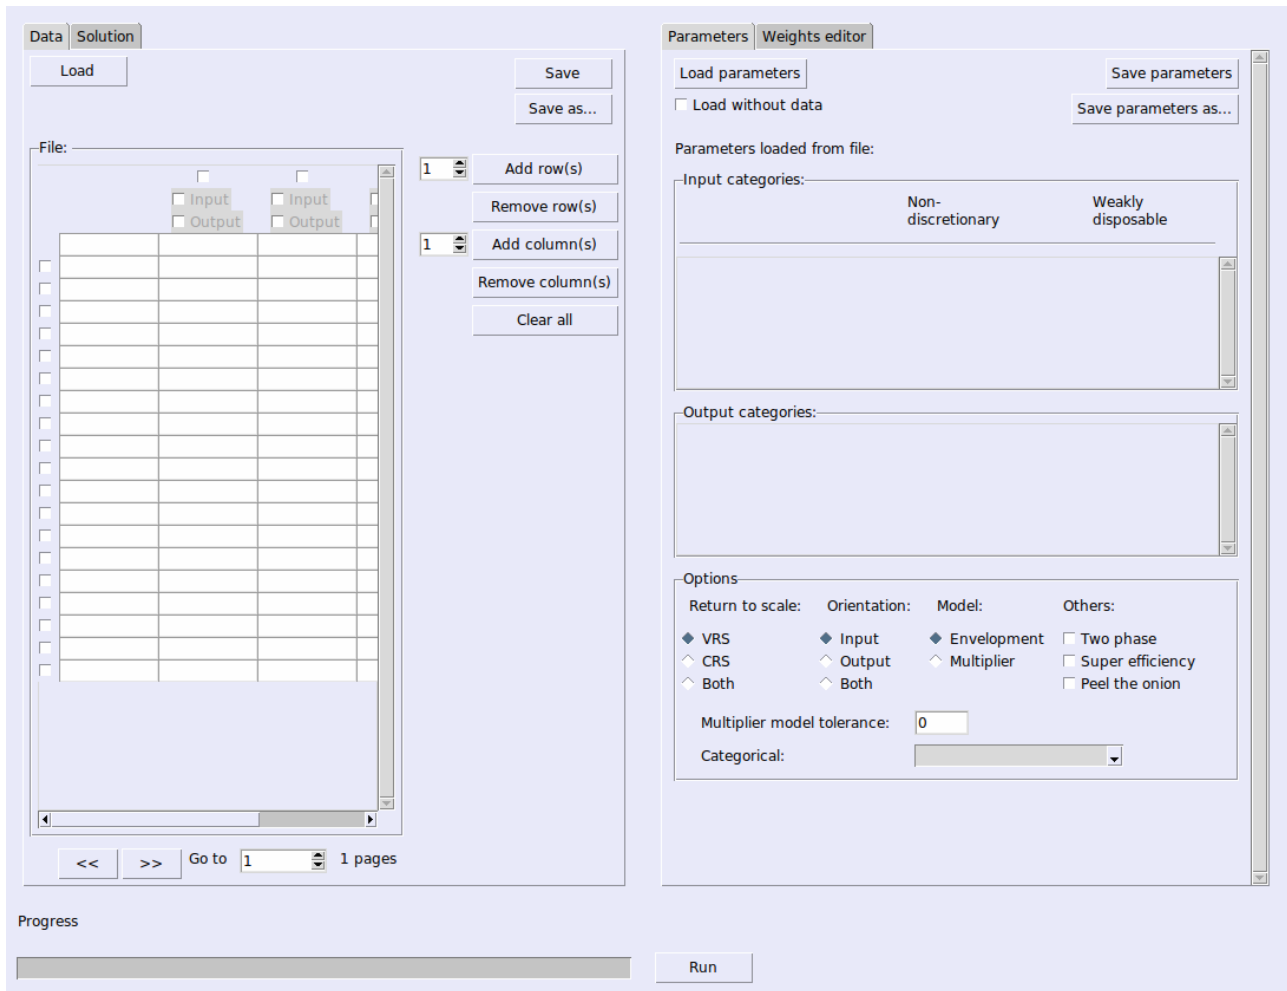 Data Solution
Load
Save
Save as...
File:
Input Input
Output Output
1 Add row(s)
Remove row(s)
1 Add column(s)
Remove column(s)
Clear all
<< >> Go to 1 1 pages
Parameters Weights editor
Load parameters Save parameters
Load without data Save parameters as...
Parameters loaded from file:
Input categories:
Non-
discretionary
Weakly
disposable
Output categories:
Options
Return to scale: Orientation: Model: Others:
VRS Input Envelopment Two phase
CRS Output Multiplier Super efficiency
Both Both Peel the onion
Multiplier model tolerance: 0
Categorical:
Progress
Run